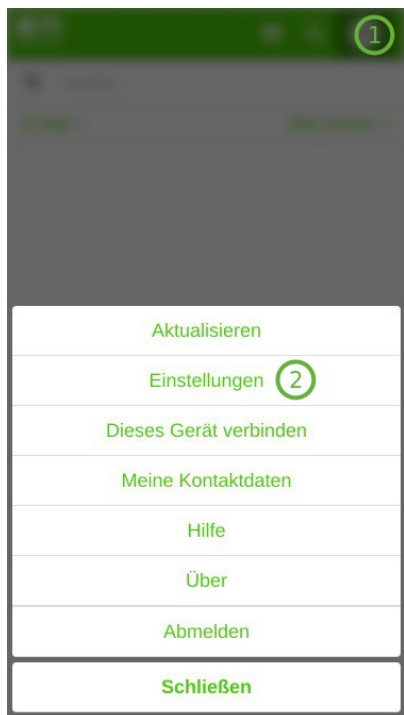 1
Aktualisieren
Einstellungen 2
Dieses Gerät verbinden
Meine Kontaktdaten
Hilfe
Über
Abmelden
Schließen